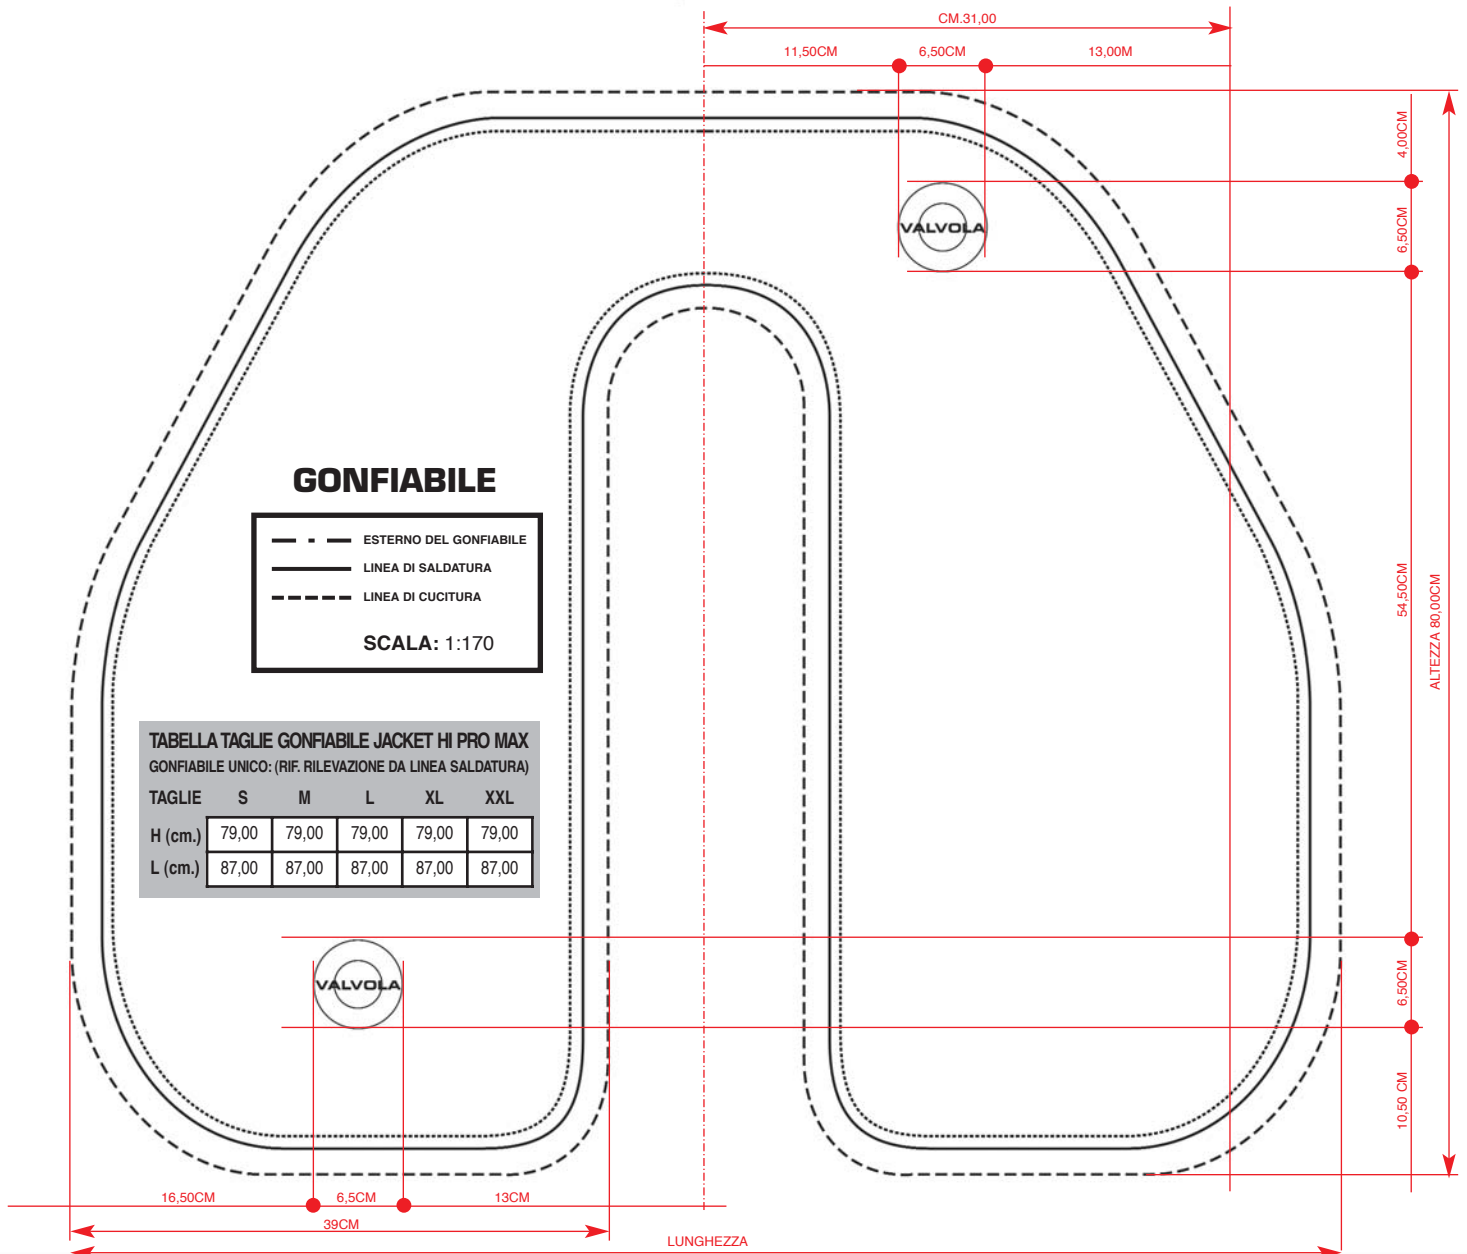 CM.31,00
11,50CM 6,50CM 13,00M
4,00CM
6,50CM
VALVOLA
GONFIABILE
ESTERNO DEL GONFIABILE
LINEA DI SALDATURA
LINEA DI CUCITURA
SCALA: 1:170
54,50CM
ALTEZZA 80,00CM
TABELLA TAGLIE GONFIABILE JACKET HI PRO MAX
GONFIABILE UNICO: (RIF. RILEVAZIONE DA LINEA SALDATURA)
TAGLIE S M L XL XXL
H (cm.) 79,00 79,00 79,00 79,00 79,00
L (cm.) 87,00 87,00 87,00 87,00 87,00
VALVOLA
6,50CM
10,50 CM
16,50CM 6,5CM 13CM
39CM
LUNGHEZZA